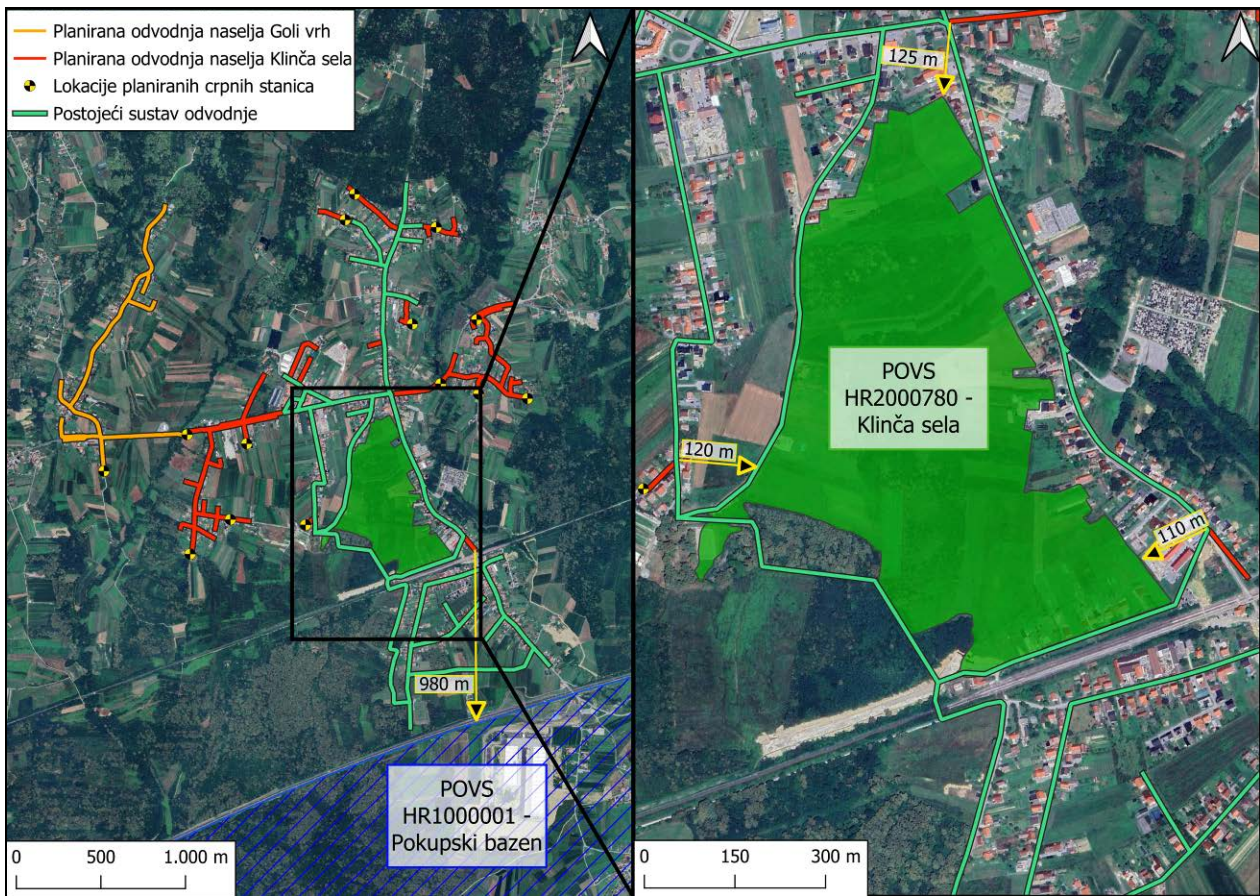 Planirana odvodnja naselja Goli vrh
Planirana odvodnja naselja Klinča sela
Lokacije planiranih crpnih stanica
Postojeći sustav odvodnje
980 m
POVS
HR1000001 -
Pokupski bazen
0 500 1.000 m
125 m
POVS
HR2000780 -
Klinča sela
120 m
110 m
0 150 300 m